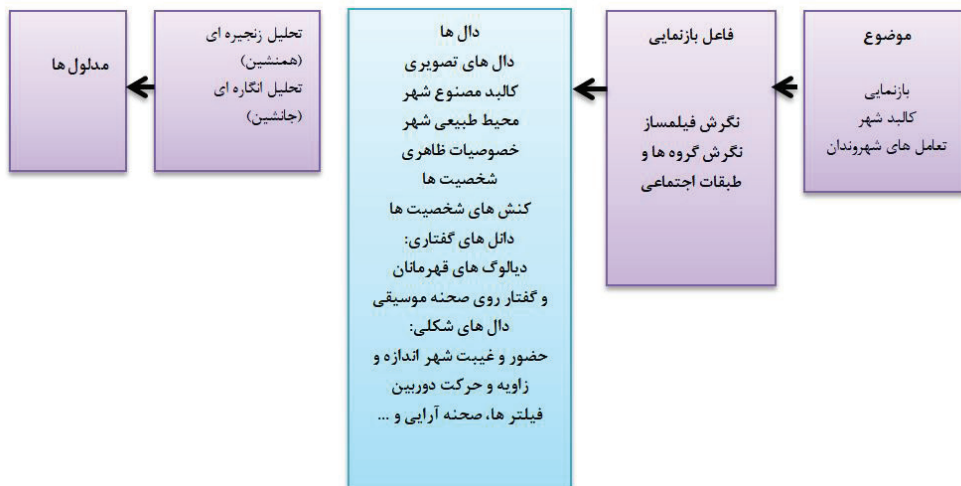 موضوع
بازنمایی
کالبد شهر
تعامل های شهروندان
فاعل بازنمایی
نگرش فیلمساز
نگرش گروه ها و
طبقات اجتماعی
دال ها
دال های تصویری
کالبد مصنوع شهر
محیط طبیعی شهر
خصوصیات ظاهری
شخصیت ها
کنش های شخصیت ها
دانل های گفتاری:
دیالوگ های قهرمانان
و گفتار روی صحنه موسیقی
دال های شکلی:
حضور و غیبت شهر اندازه و
زاویه و حرکت دوربین
فیلتر ها، صحنه آرایی و ...
تحلیل زنجیره ای
(همنشین)
تحلیل انگاره ای
(جانشین)
مدلول ها